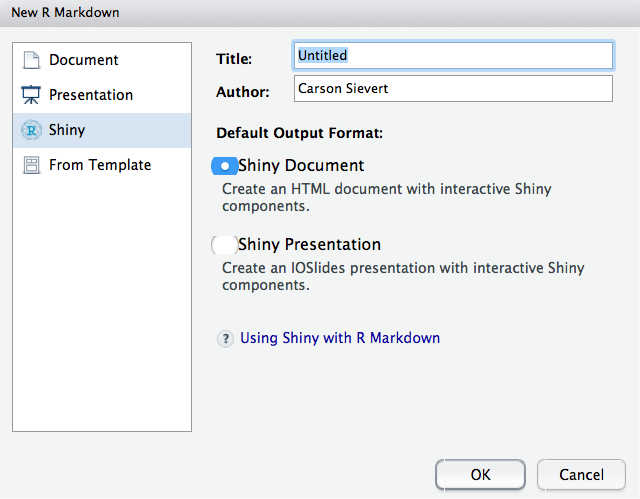 New R Markdown
Document
Presentation
Shiny
From Template
Title: Untitled
Author: Carson Sievert
Default Output Format:
Shiny Document
Create an HTML document with interactive Shiny
components.
Shiny Presentation
Create an IOSlides presentation with interactive Shiny
components.
? Using Shiny with R Markdown
OK Cancel